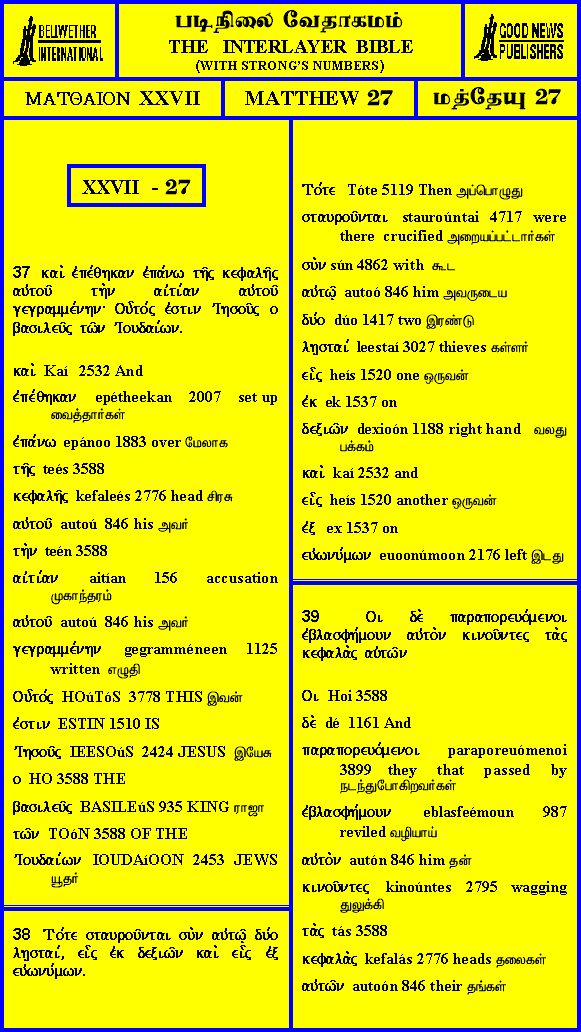 BELLWETHER
INTERNATIONAL
படிநிலை வேதாகமம்
THE INTERLAYER BIBLE
(WITH STRONG'S NUMBERS)
GOOD NEWS
PUBLISHERS
ΜΑΤΘΑΙΟΝ XXVII
MATTHEW 27
மத்தேயு 27
XXVII - 27
37 καὶ ἐπέθηκαν ἐπάνω τῆς κεφαλῆς
αὐτοῦ τὴν αἰτίαν αὐτοῦ
γεγραμμένην· Οὗτός ἐστιν Ἰησοῦς ο
βασιλεῦς τῶν Ἰουδαίων.
καὶ Kaí 2532 And
ἐπέθηκαν epétheekan 2007 set up
வைத்தார்கள்
ἐπάνω epánoo 1883 over மேலாக
τῆς teés 3588
κεφαλῆς kefaleés 2776 head சிரசு
αὐτοῦ autoú 846 his அவர்
τὴν teén 3588
αἰτίαν aitían 156 accusation
முகாந்தரம்
αὐτοῦ autoú 846 his அவர்
γεγραμμένην gegramméneen 1125
written எழுதி
Οὗτός HOúTóS 3778 THIS இவன்
ἐστιν ESTIN 1510 IS
Ἰησοῦς IEESOúS 2424 JESUS இயேசு
ο HO 3588 THE
βασιλεῦς BASILEúS 935 KING ராஜா
τῶν TOóN 3588 OF THE
Ἰουδαίων IOUDAíOON 2453 JEWS
யூதர்
38 Τότε σταυροῦνται σὺν αὐτῷ δύο
λῃσταί, εἷς ἐκ δεξιῶν καὶ εἷς ἐξ
εὐωνύμων.
Τότε Tóte 5119 Then அப்பொழுது
σταυροῦνται staurоúntai 4717 were
there crucified அறையப்பட்டார்கள்
σὺν sún 4862 with கூட
αὐτῷ autoó 846 him அவருடைய
δύο dúo 1417 two இரண்டு
λῃσταί leestaí 3027 thieves கள்ளர்
εἷς heís 1520 one ஒருவன்
ἐκ ek 1537 on
δεξιῶν dexioón 1188 right hand வலது
பக்கம்
καὶ kaí 2532 and
εἷς heís 1520 another ஒருவன்
ἐξ ex 1537 on
εὐωνύμων euoonúmoon 2176 left இடது
39 Οι δὲ παραπορευόμενοι
ἐβλασφήμουν αὐτὸν κινοῦντες τὰς
κεφαλὰς αὐτῶν
Οι Hoi 3588
δὲ dé 1161 And
παραπορευόμενοι paraporeuómenoi
3899 they that passed by
நடந்துபோகிறவர்கள்
ἐβλασφήμουν eblasfeémoun 987
reviled வழியாய்
αὐτὸν autón 846 him தன்
κινοῦντες kinoúntes 2795 wagging
துலுக்கி
τὰς tás 3588
κεφαλὰς kefalás 2776 heads தலைகள்
αὐτῶν autoón 846 their தங்கள்